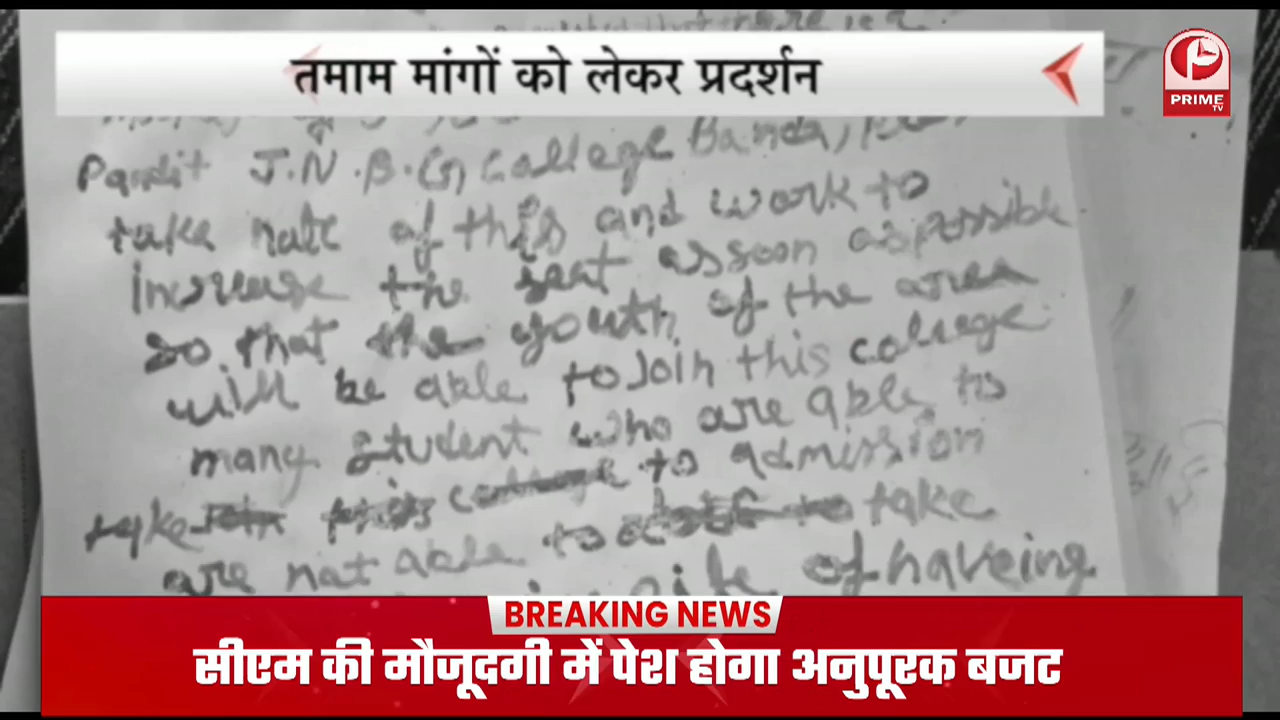 तमाम मांगों को लेकर प्रदर्शन
PRIME
TV
Pandit J.N.P.G College Banda,
take nate of this and work to
increase the seat as soon as possible
so that the youth of the area
will be able to Join this college
many student who are able to
take to admission
are not able take
of haveing
BREAKING NEWS
सीएम की मौजूदगी में पेश होगा अनुपूरक बजट